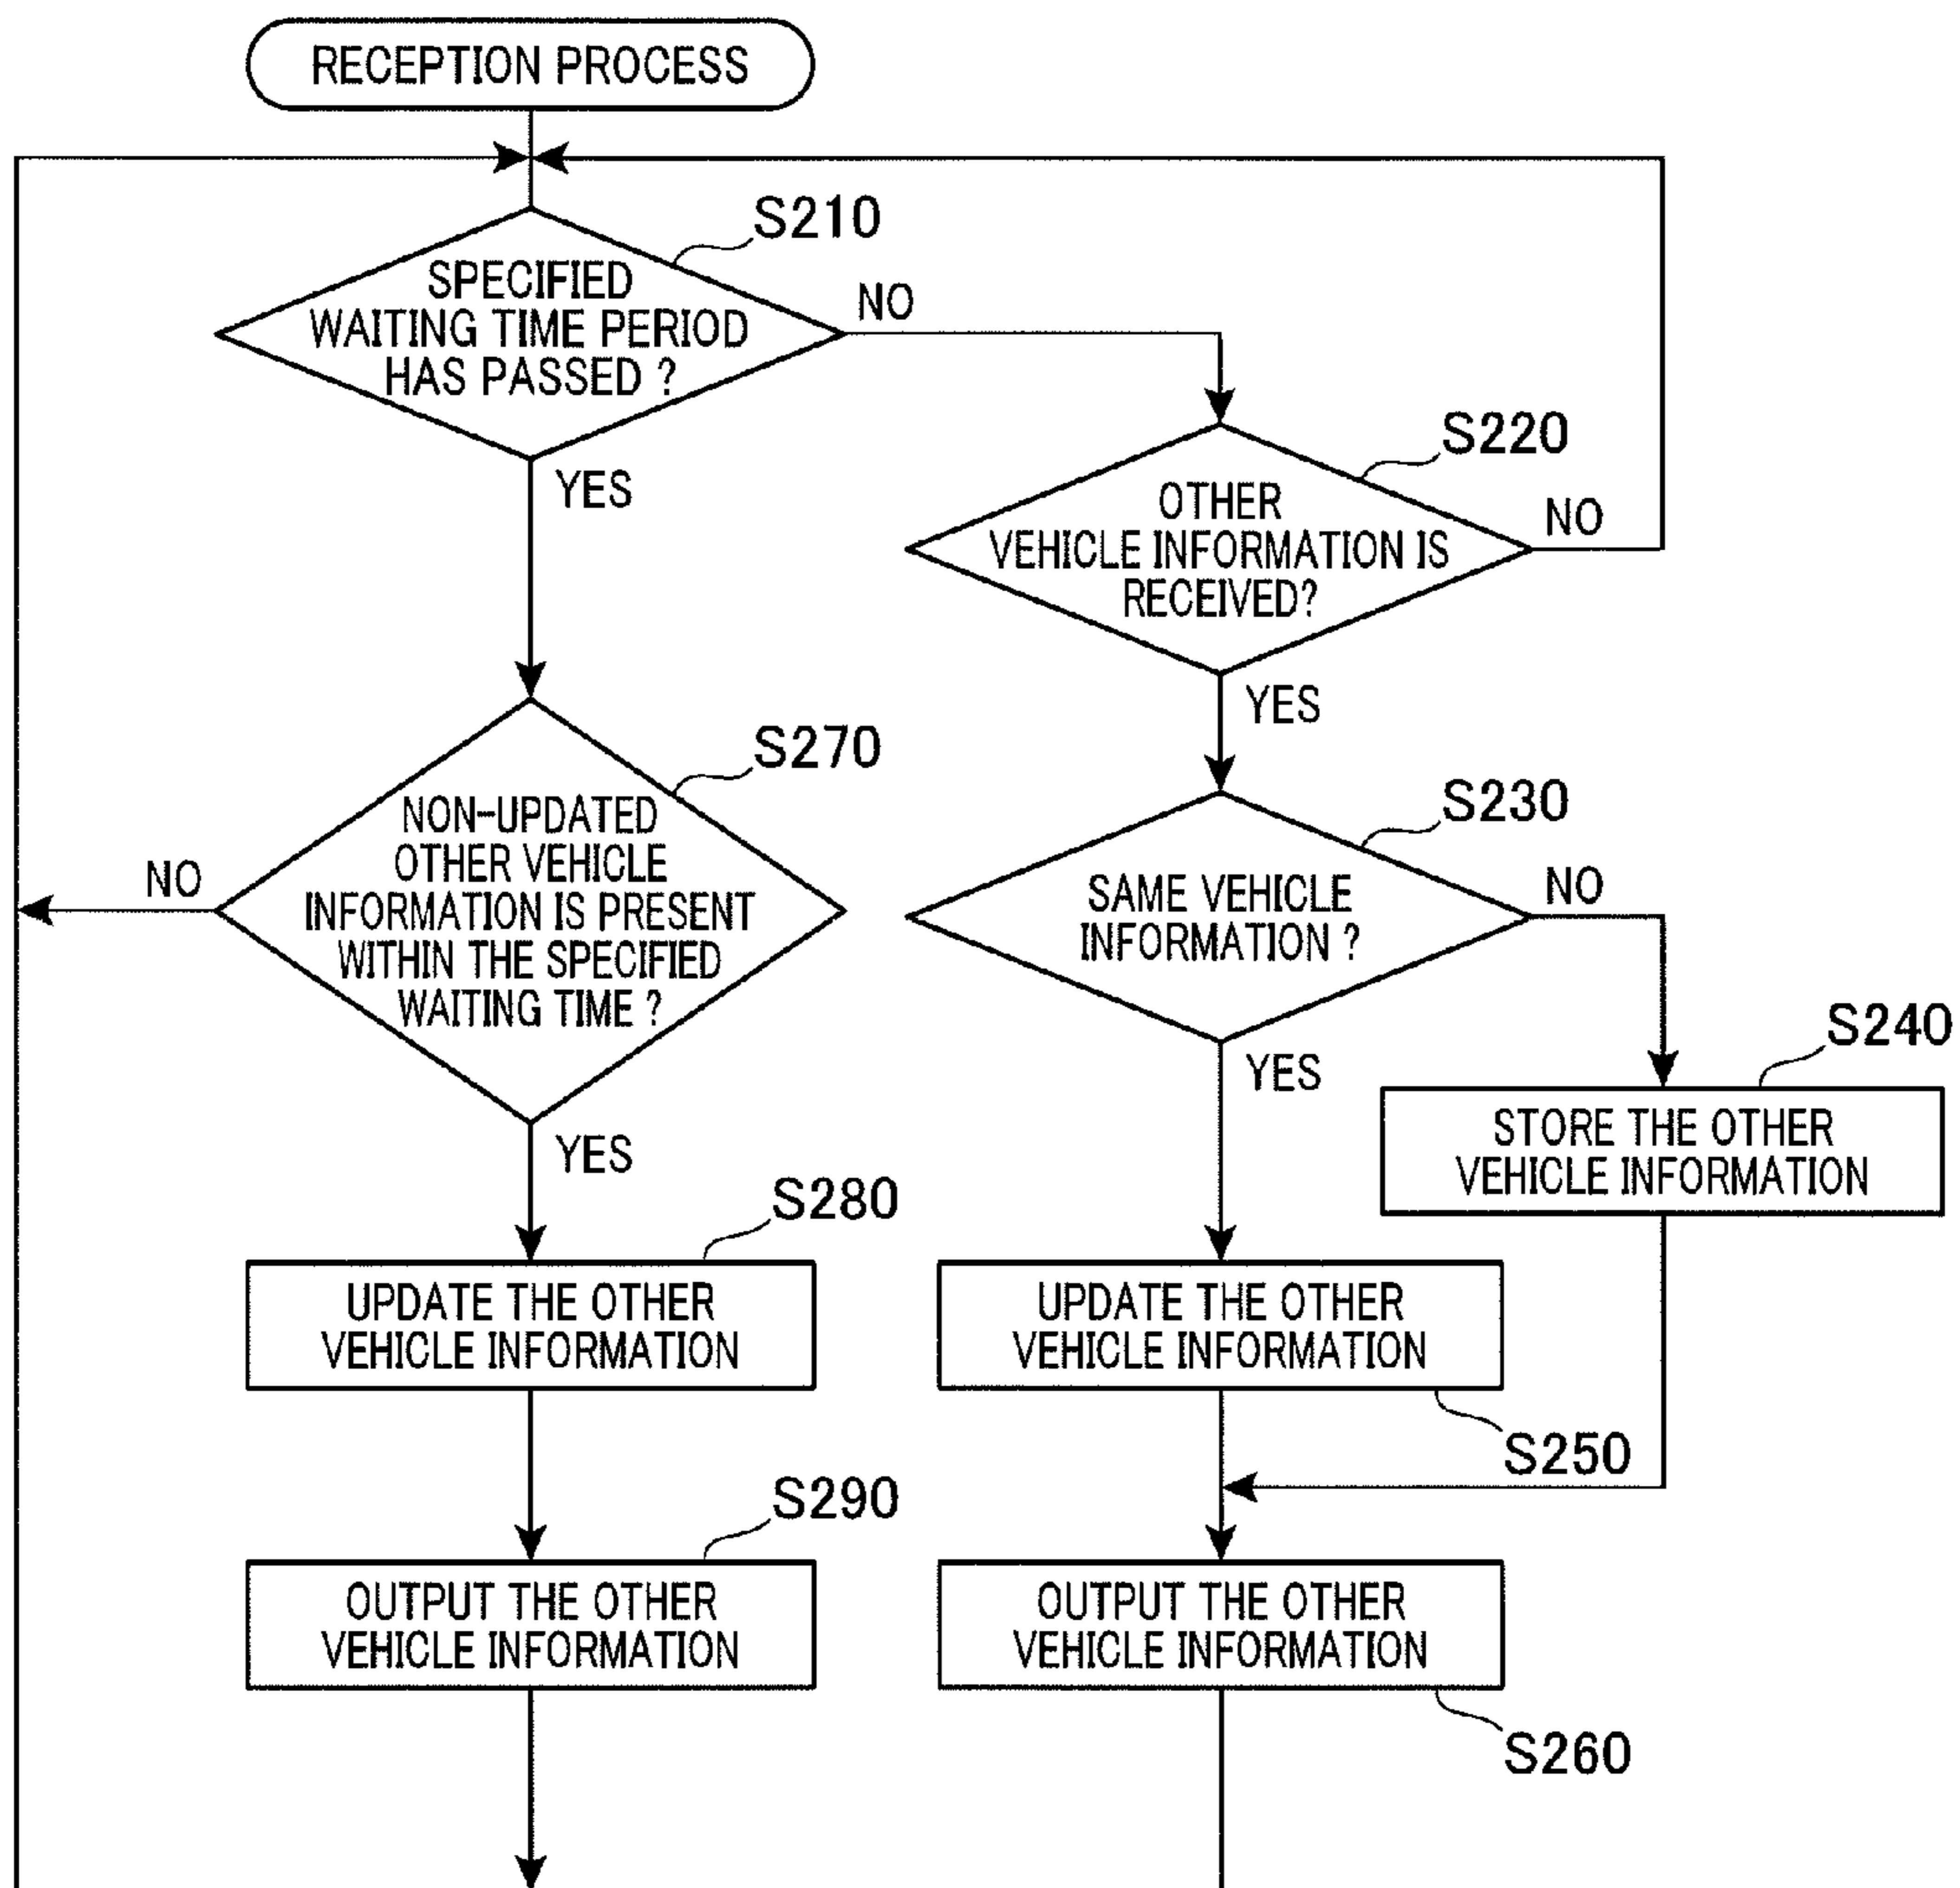 RECEPTION PROCESS
S210
SPECIFIED
WAITING TIME PERIOD
HAS PASSED ?
NO
YES
S220
OTHER
VEHICLE INFORMATION IS
RECEIVED?
NO
YES
S270
NON-UPDATED
OTHER VEHICLE
INFORMATION IS PRESENT
WITHIN THE SPECIFIED
WAITING TIME ?
NO
YES
S230
SAME VEHICLE
INFORMATION ?
NO
YES
S240
STORE THE OTHER
VEHICLE INFORMATION
S280
UPDATE THE OTHER
VEHICLE INFORMATION
UPDATE THE OTHER
VEHICLE INFORMATION
S250
S290
OUTPUT THE OTHER
VEHICLE INFORMATION
OUTPUT THE OTHER
VEHICLE INFORMATION
S260